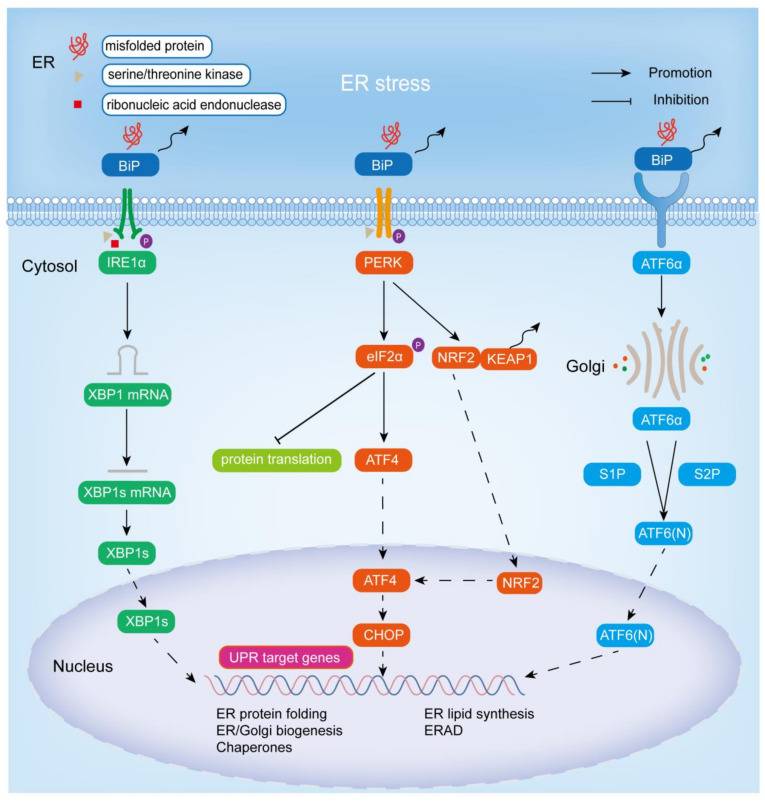 ER
misfolded protein
serine/threonine kinase
ribonucleic acid endonuclease
ER stress
Promotion
Inhibition
BiP
BiP
BiP
P
P
Cytosol
IRE1α
PERK
ATF6α
P
eIF2α
NRF2
KEAP1
Golgi
XBP1 mRNA
ATF6α
protein translation
ATF4
S1P
S2P
XBP1s mRNA
ATF6(N)
XBP1s
ATF4
NRF2
XBP1s
CHOP
ATF6(N)
Nucleus
UPR target genes
ER protein folding
ER/Golgi biogenesis
Chaperones
ER lipid synthesis
ERAD